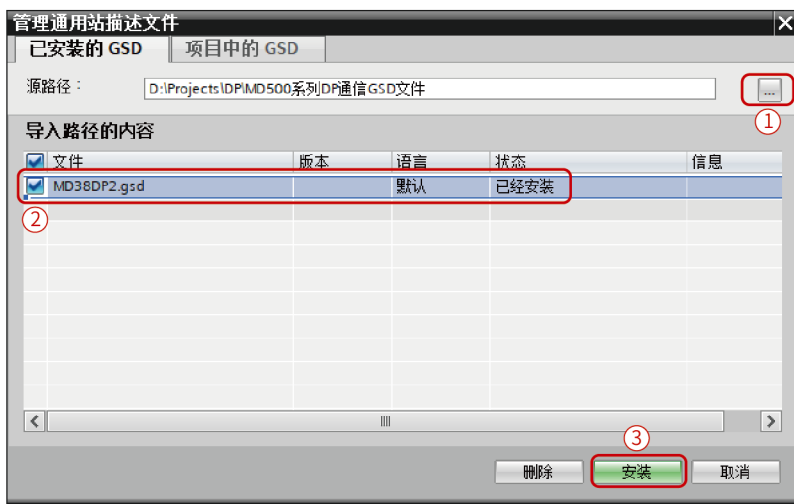 管理通用站描述文件
已安装的 GSD 项目中的 GSD
源路径： D:\Projects\DP\MD500系列DP通信GSD文件 ...
①
导入路径的内容
文件 版本 语言 状态 信息
MD38DP2.gsd 默认 已经安装
②
③
删除 安装 取消